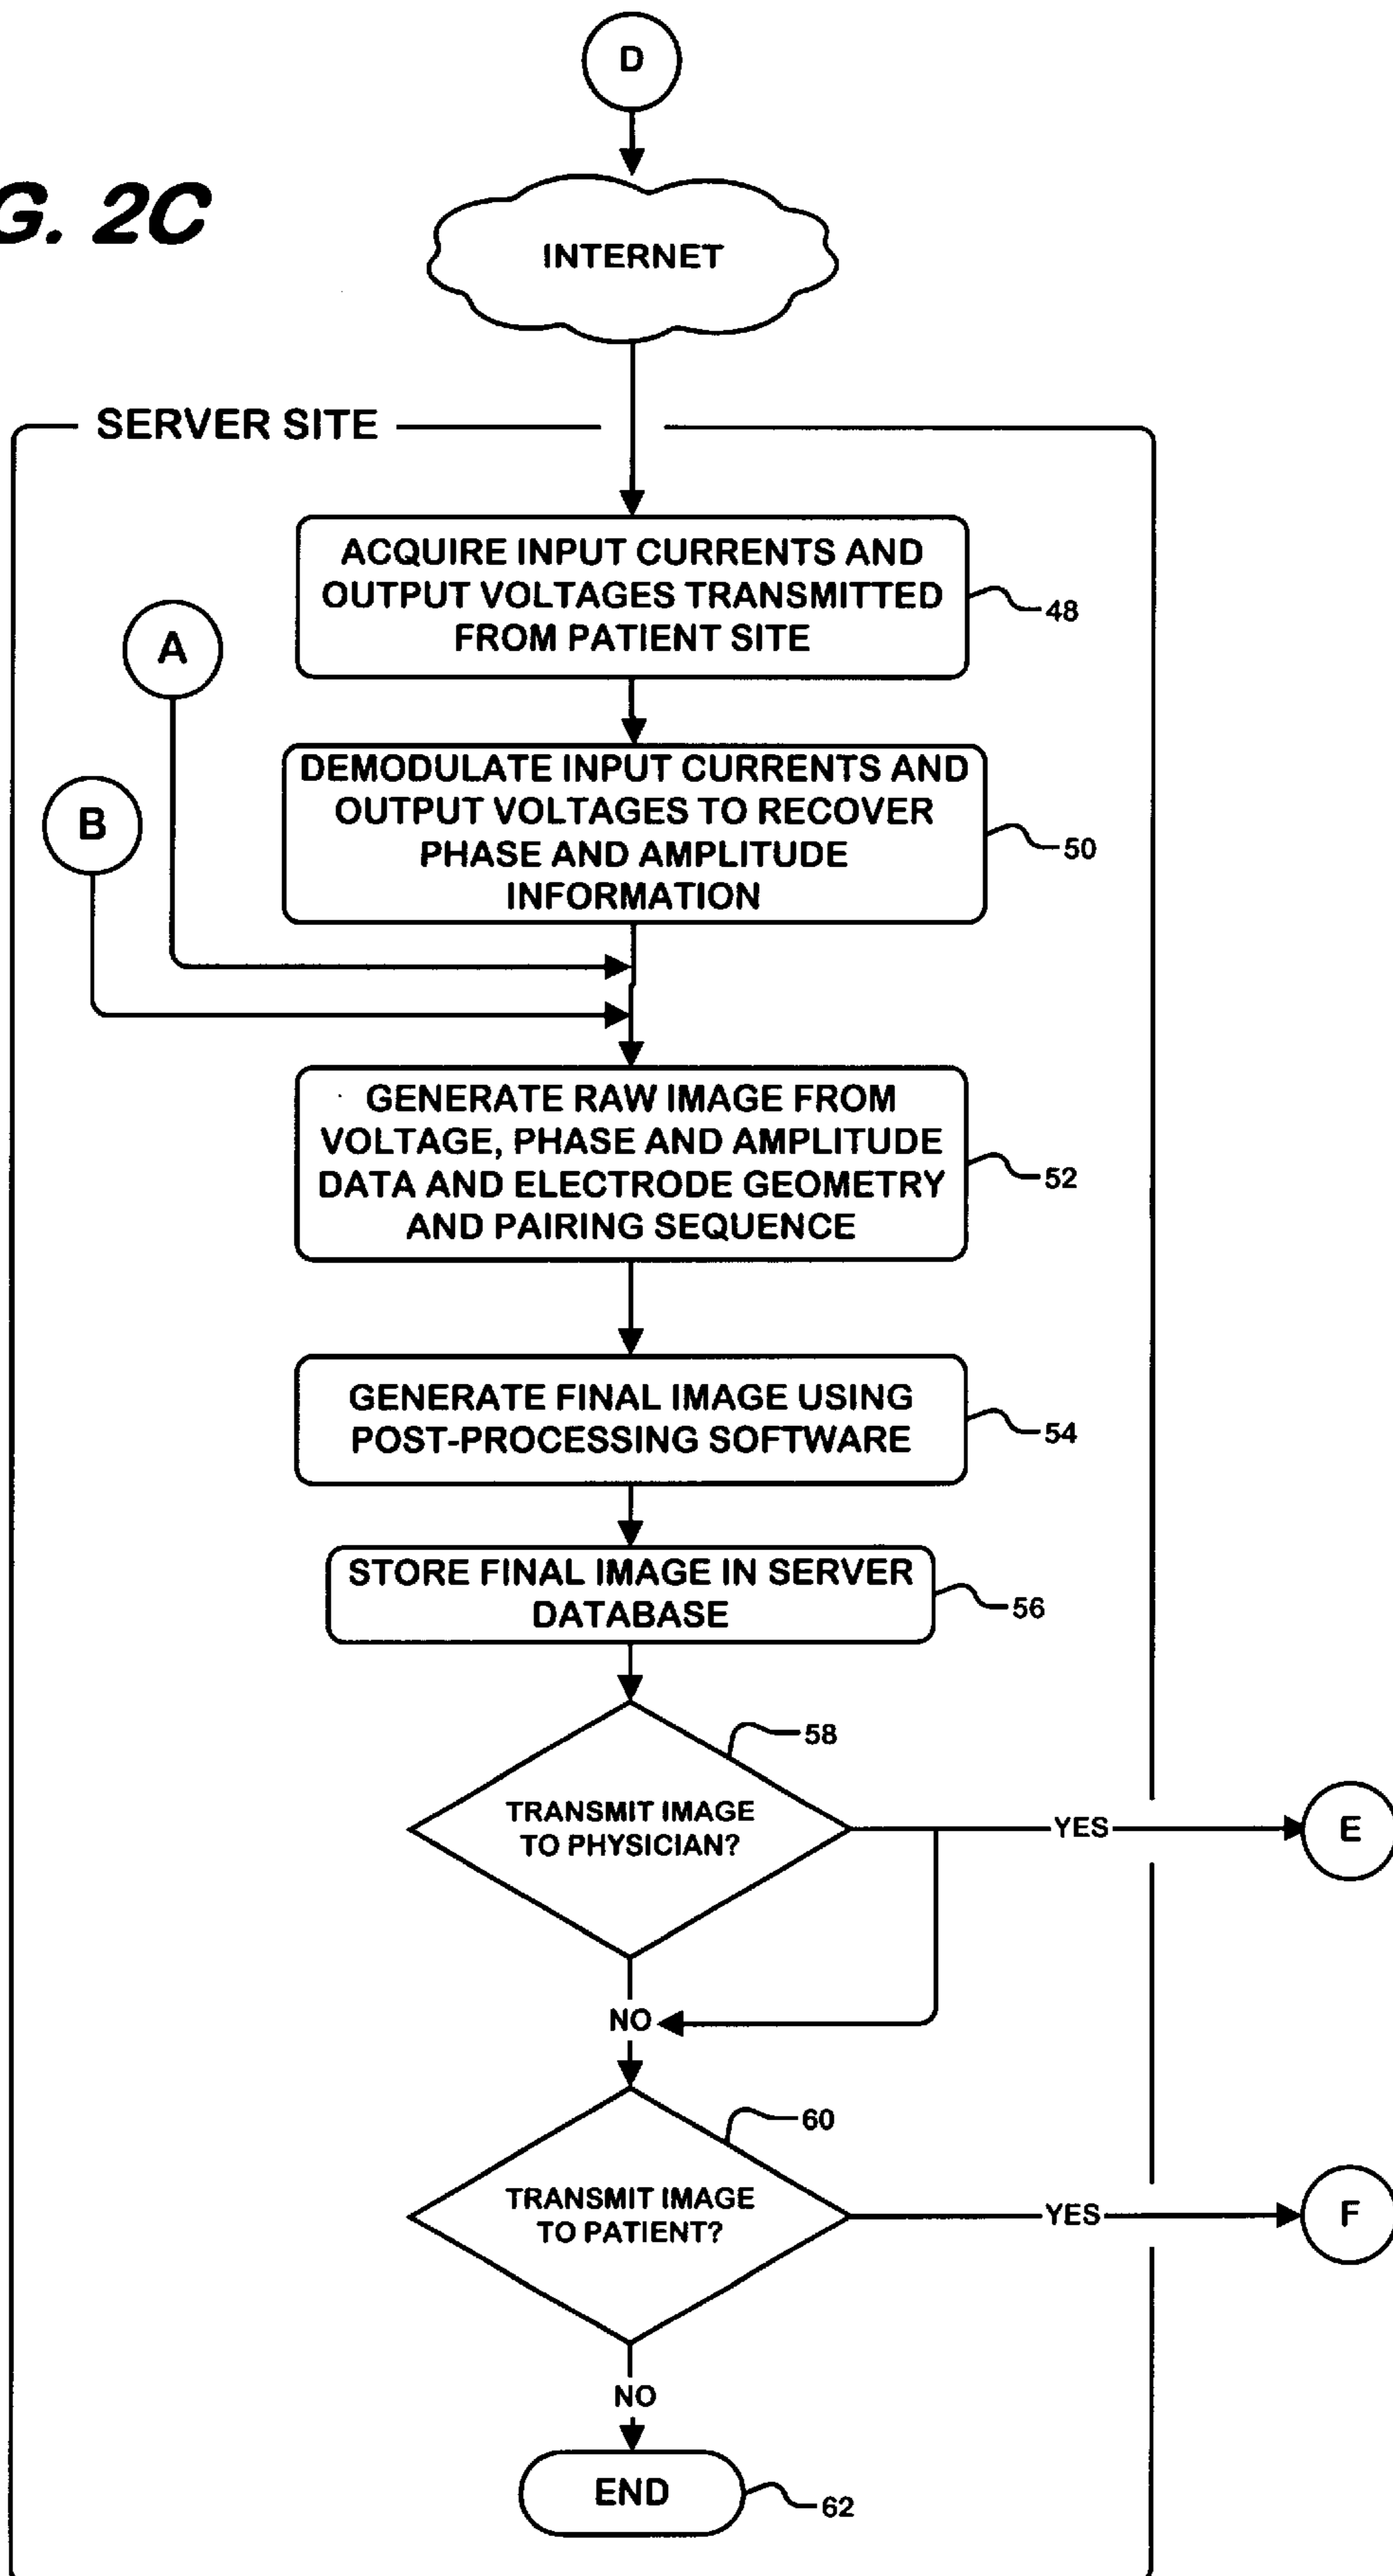 D
G. 2C
INTERNET
SERVER SITE
ACQUIRE INPUT CURRENTS AND
OUTPUT VOLTAGES TRANSMITTED
FROM PATIENT SITE
48
A
DEMODULATE INPUT CURRENTS AND
OUTPUT VOLTAGES TO RECOVER
PHASE AND AMPLITUDE
INFORMATION
50
B
GENERATE RAW IMAGE FROM
VOLTAGE, PHASE AND AMPLITUDE
DATA AND ELECTRODE GEOMETRY
AND PAIRING SEQUENCE
52
GENERATE FINAL IMAGE USING
POST-PROCESSING SOFTWARE
54
STORE FINAL IMAGE IN SERVER
DATABASE
56
58
TRANSMIT IMAGE
TO PHYSICIAN?
YES
E
NO
60
TRANSMIT IMAGE
TO PATIENT?
YES
F
NO
END
62